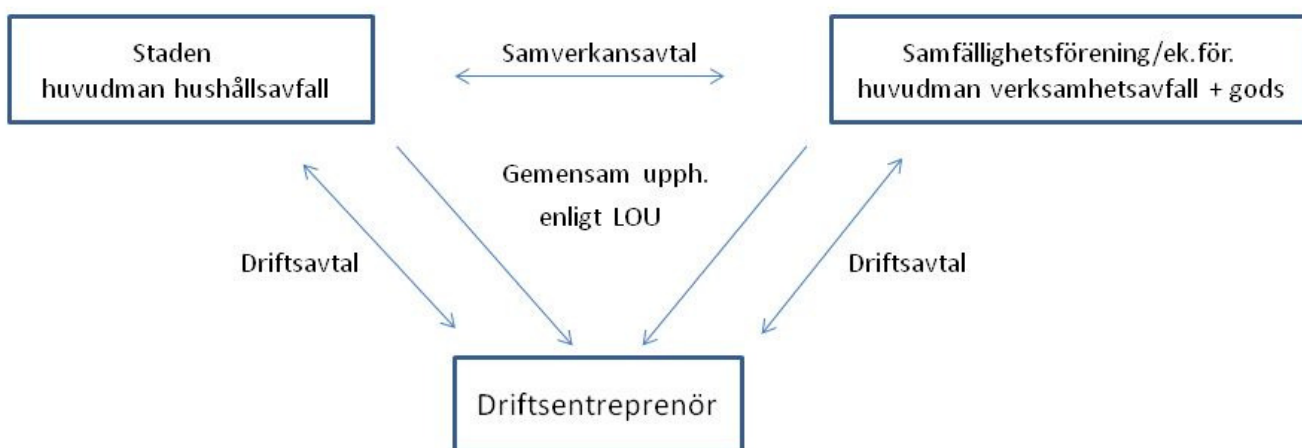 Staden
huvudman hushållsavfall
Samverkansavtal
Samfällighetsförening/ek.för.
huvudman verksamhetsavfall + gods
Gemensam upph.
enligt LOU
Driftsavtal
Driftsavtal
Driftsentreprenör